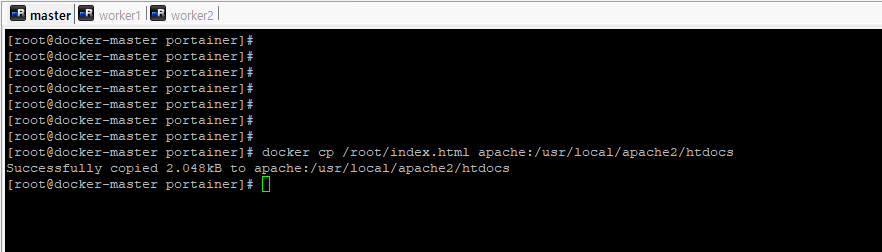 master worker1 worker2
[root@docker-master portainer]#
[root@docker-master portainer]#
[root@docker-master portainer]#
[root@docker-master portainer]#
[root@docker-master portainer]#
[root@docker-master portainer]#
[root@docker-master portainer]#
[root@docker-master portainer]# docker cp /root/index.html apache:/usr/local/apache2/htdocs
Successfully copied 2.048kB to apache:/usr/local/apache2/htdocs
[root@docker-master portainer]#